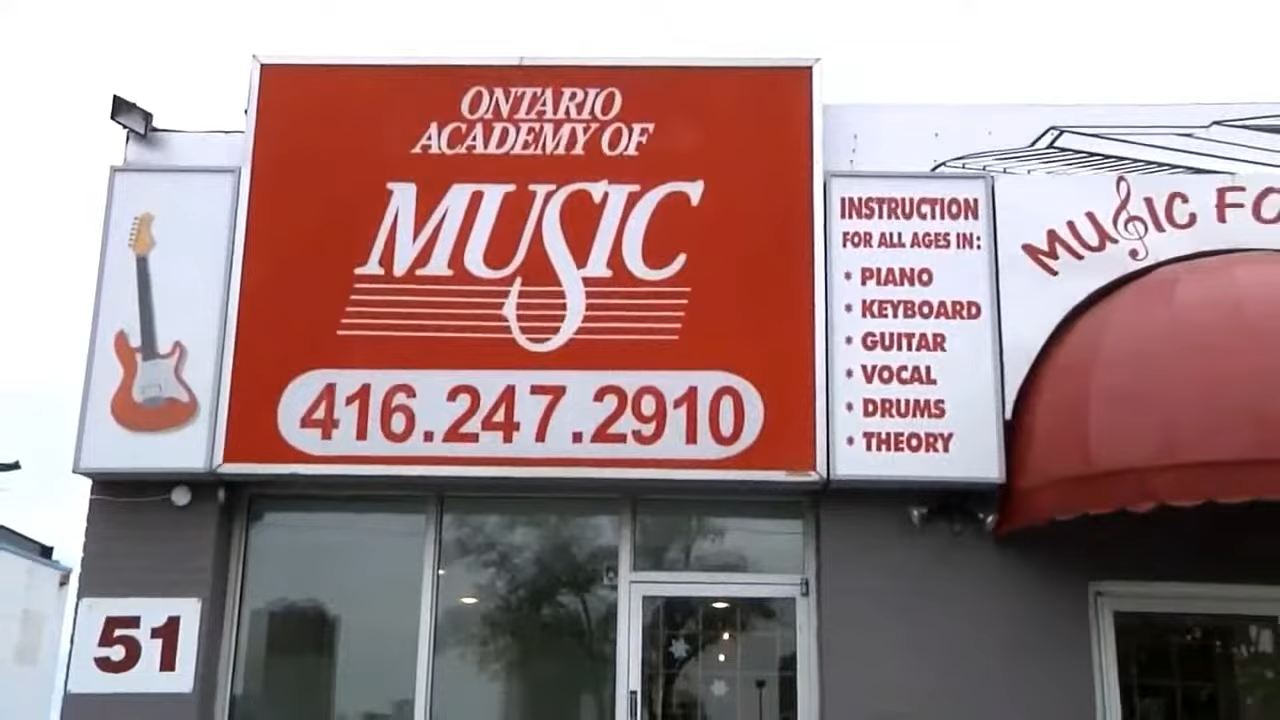 ONTARIO
ACADEMY OF
MUSIC
416.247.2910
INSTRUCTION
FOR ALL AGES IN:
* PIANO
* KEYBOARD
* GUITAR
* VOCAL
* DRUMS
* THEORY
MUSIC
51